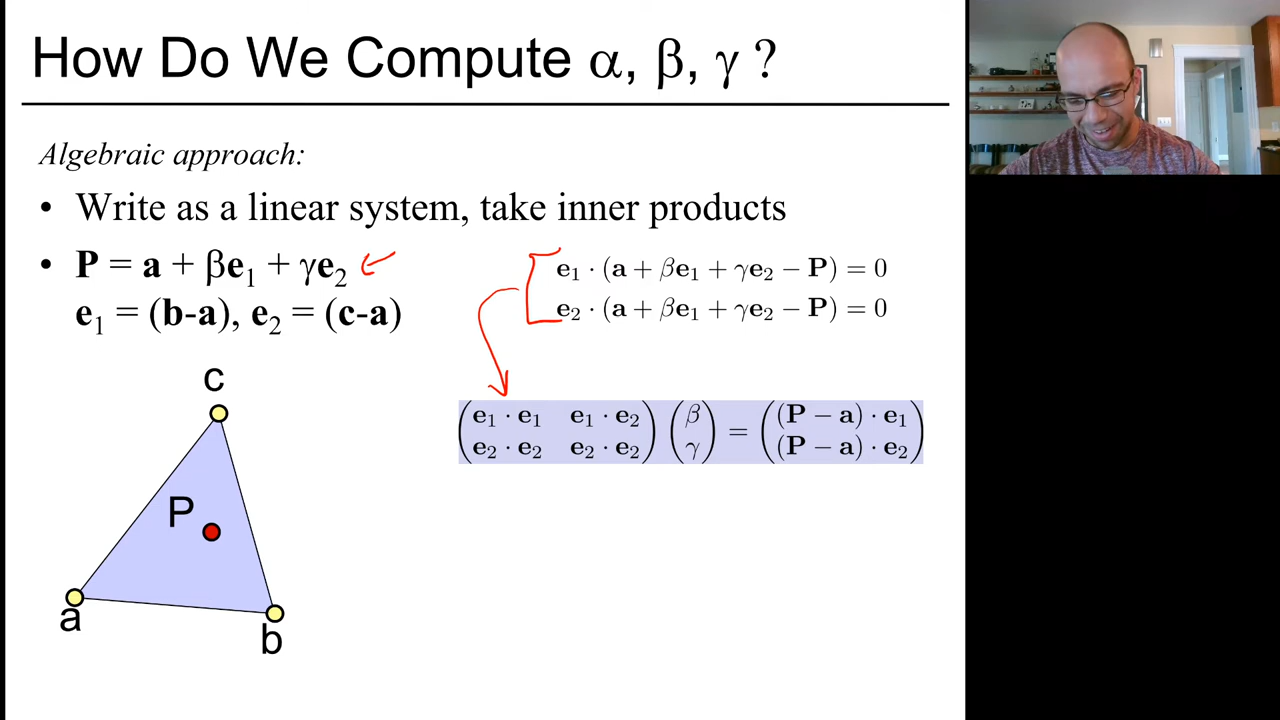 How Do We Compute α, β, γ ?
Algebraic approach:
• Write as a linear system, take inner products
• P = a + βe₁ + γe₂
e₁ = (b-a), e₂ = (c-a)
e₁ · (a + βe₁ + γe₂ − P) = 0
e₂ · (a + βe₁ + γe₂ − P) = 0
(e₁ · e₁ e₁ · e₂) (β) = ((P − a) · e₁)
(e₂ · e₂ e₂ · e₂) (γ) ((P − a) · e₂)
c
P
a
b